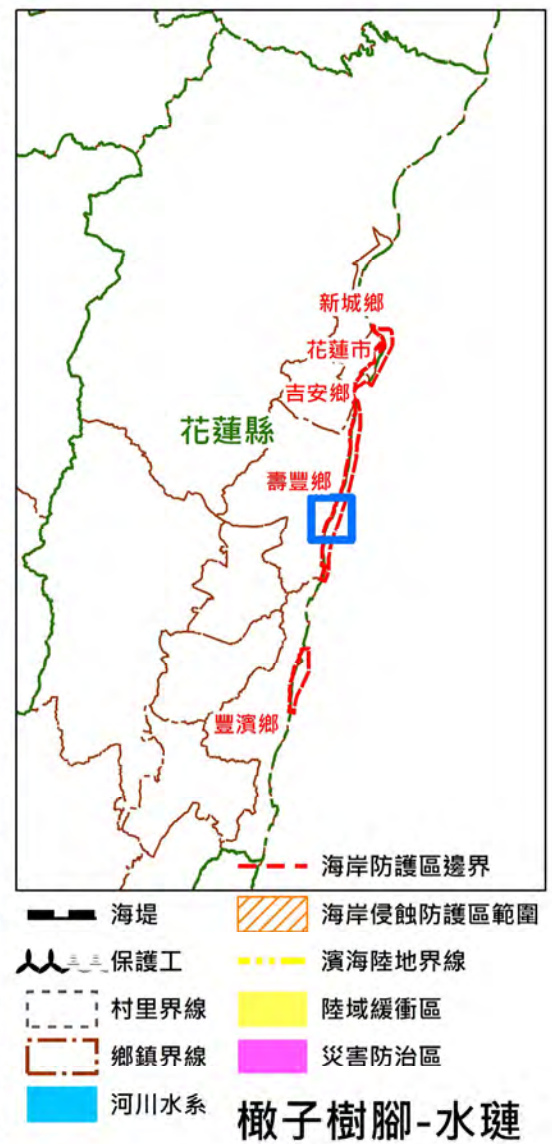 新城鄉
花蓮市
吉安鄉
花蓮縣
壽豐鄉
豐濱鄉
海岸防護區邊界
海堤
海岸侵蝕防護區範圍
保護工
濱海陸地界線
村里界線
陸域緩衝區
鄉鎮界線
災害防治區
河川水系
橄子樹腳-水璉